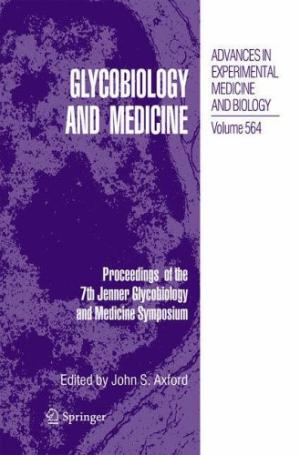 GLYCOBIOLOGY
AND MEDICINE
ADVANCES IN
EXPERIMENTAL
MEDICINE
AND BIOLOGY
Volume 564
Proceedings of the
7th Jenner Glycobiology
and Medicine Symposium
Edited by John S. Axford
Springer